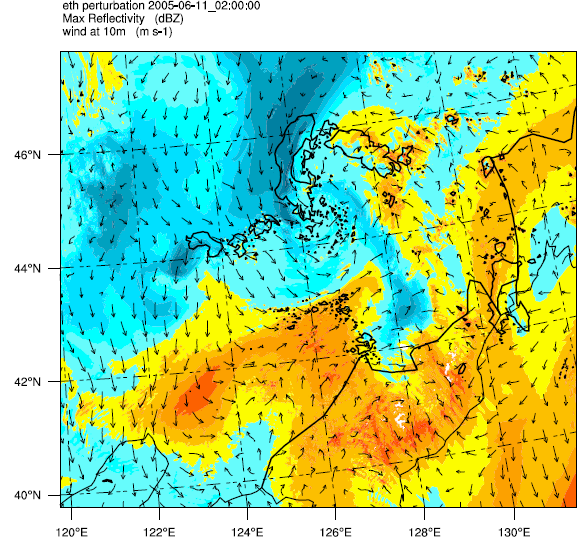 eth perturbation 2005-06-11_02:00:00
Max Reflectivity (dBZ)
wind at 10m (m s-1)
46°N
44°N
42°N
40°N
120°E 122°E 124°E 126°E 128°E 130°E